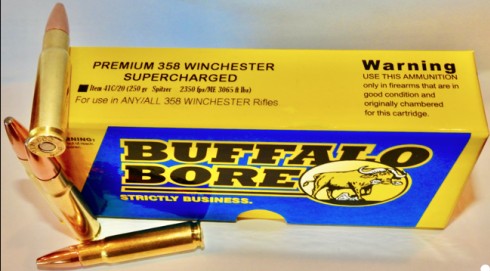 PREMIUM 358 WINCHESTER
SUPERCHARGED
Item 41C/20 (250 gr Spitzer 2350 fps/ME 3065 ft lbs)
For use in ANY/ALL 358 WINCHESTER Rifles
Warning
USE THIS AMMUNITION
only in firearms that are in
good condition and
originally chambered
for this cartridge.
BUFFALO
BORE
STRICTLY BUSINESS.